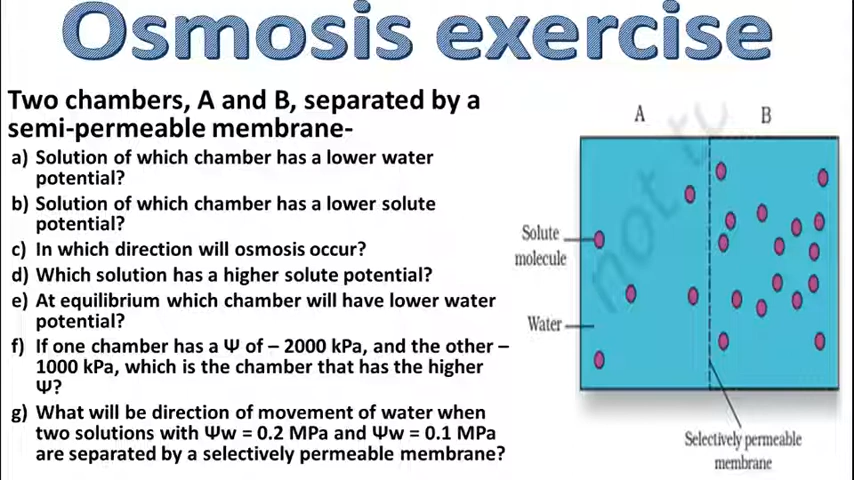 Osmosis exercise
Two chambers, A and B, separated by a
semi-permeable membrane-
a) Solution of which chamber has a lower water
potential?
b) Solution of which chamber has a lower solute
potential?
c) In which direction will osmosis occur?
d) Which solution has a higher solute potential?
e) At equilibrium which chamber will have lower water
potential?
f) If one chamber has a Ψ of – 2000 kPa, and the other –
1000 kPa, which is the chamber that has the higher
Ψ?
g) What will be direction of movement of water when
two solutions with Ψw = 0.2 MPa and Ψw = 0.1 MPa
are separated by a selectively permeable membrane?
A
B
Solute
molecule
Water
Selectively permeable
membrane
not to